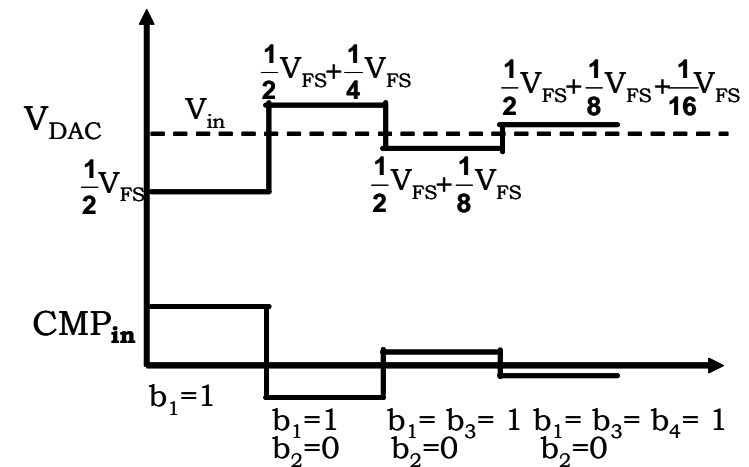 1/2 V_FS + 1/4 V_FS
1/2 V_FS + 1/8 V_FS + 1/16 V_FS
V_in
V_DAC
1/2 V_FS
1/2 V_FS + 1/8 V_FS
CMP_in
b_1=1
b_1=1
b_2=0
b_1= b_3= 1
b_2=0
b_1= b_3= b_4= 1
b_2=0